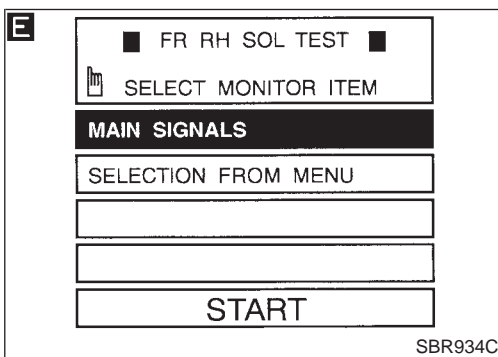 E
■ FR RH SOL TEST ■
SELECT MONITOR ITEM
MAIN SIGNALS
SELECTION FROM MENU
START
SBR934C